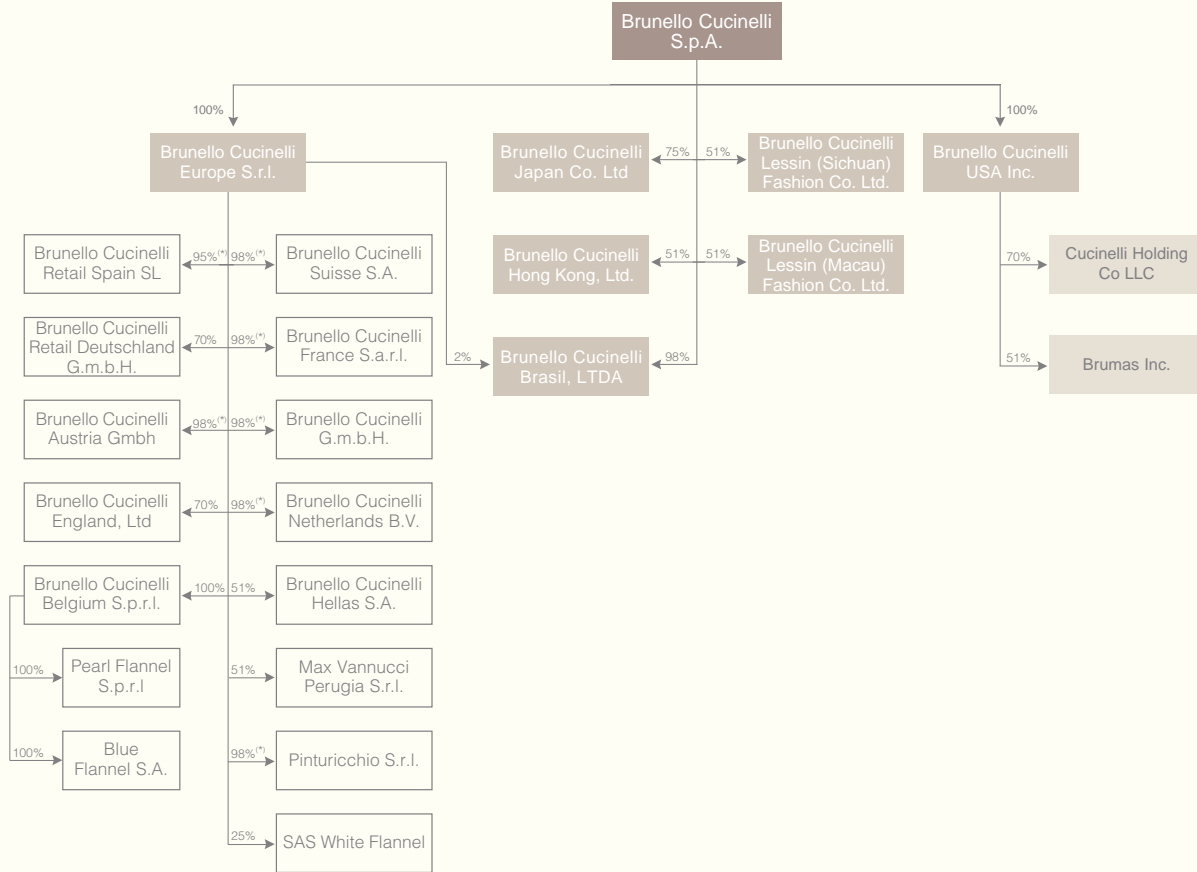 Brunello Cucinelli
S.p.A.
100%
100%
Brunello Cucinelli
Europe S.r.l.
Brunello Cucinelli
Japan Co. Ltd
75%
51%
Brunello Cucinelli
Lessin (Sichuan)
Fashion Co. Ltd.
Brunello Cucinelli
USA Inc.
Brunello Cucinelli
Retail Spain SL
95%(*)
98%(*)
Brunello Cucinelli
Suisse S.A.
Brunello Cucinelli
Hong Kong, Ltd.
51%
51%
Brunello Cucinelli
Lessin (Macau)
Fashion Co. Ltd.
70%
Cucinelli Holding
Co LLC
Brunello Cucinelli
Retail Deutschland
G.m.b.H.
70%
98%(*)
Brunello Cucinelli
France S.a.r.l.
2%
Brunello Cucinelli
Brasil, LTDA
98%
51%
Brumas Inc.
Brunello Cucinelli
Austria Gmbh
98%(*)
98%(*)
Brunello Cucinelli
G.m.b.H.
Brunello Cucinelli
England, Ltd
70%
98%(*)
Brunello Cucinelli
Netherlands B.V.
Brunello Cucinelli
Belgium S.p.r.l.
100%
51%
Brunello Cucinelli
Hellas S.A.
100%
Pearl Flannel
S.p.r.l
51%
Max Vannucci
Perugia S.r.l.
100%
Blue
Flannel S.A.
98%(*)
Pinturicchio S.r.l.
25%
SAS White Flannel